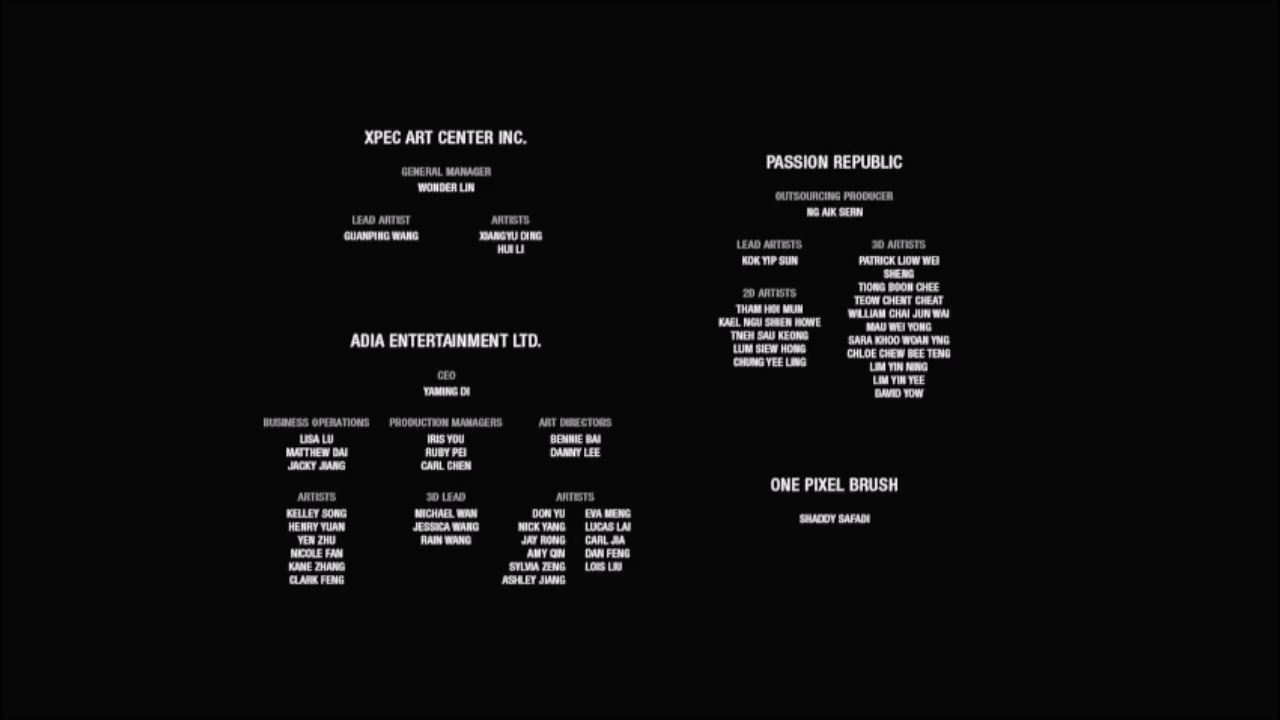 XPEC ART CENTER INC.
GENERAL MANAGER
WONDER LIN
LEAD ARTIST
GUANPING WANG
ARTISTS
XIANGYU DING
HUI LI
ADIA ENTERTAINMENT LTD.
CEO
YAMING DI
BUSINESS OPERATIONS
LISA LU
MATTHEW DAI
JACKY JIANG
PRODUCTION MANAGERS
IRIS YOU
RUBY PEI
CARL CHEN
ART DIRECTORS
BENNIE BAI
DANNY LEE
ARTISTS
KELLEY SONG
HENRY YUAN
YEN ZHU
NICOLE FAN
KANE ZHANG
CLARK FENG
3D LEAD
MICHAEL WAN
JESSICA WANG
RAIN WANG
ARTISTS
DON YU
NICK YANG
JAY RONG
AMY QIN
SYLVIA ZENG
ASHLEY JIANG
EVA MENG
LUCAS LAI
CARL JIA
DAN FENG
LOIS LIU
PASSION REPUBLIC
OUTSOURCING PRODUCER
NG AIK SERN
LEAD ARTISTS
KOK YIP SUN
2D ARTISTS
THAM HOI MUN
KAEL NGU SHIEN HOWE
TNEH SAU KEONG
LUM SIEW HONG
CHUNG YEE LING
3D ARTISTS
PATRICK LIOW WEI
SHENG
TIONG BOON CHEE
TEOW CHENT CHEAT
WILLIAM CHAI JUN WAI
MAU WEI YONG
SARA KHOO WOAN YNG
CHLOE CHEW BEE TENG
LIM YIN NING
LIM YIN YEE
DAVID YOW
ONE PIXEL BRUSH
SHADDY SAFADI